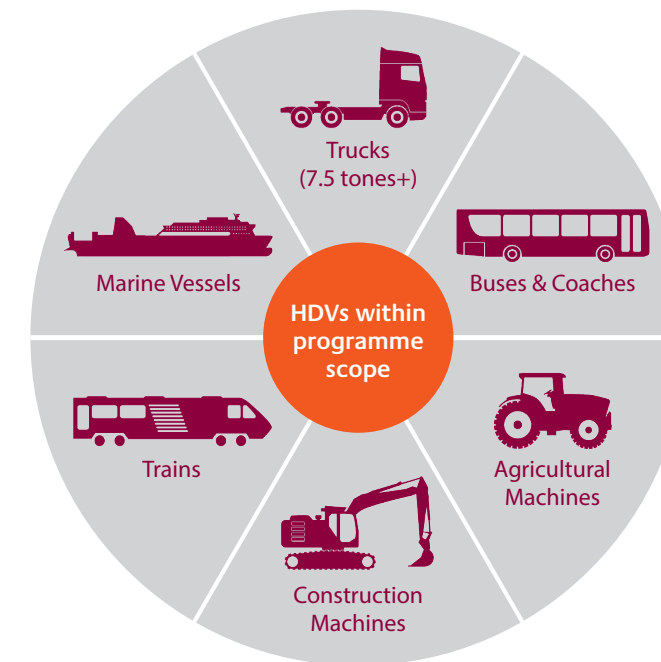 Trucks
(7.5 tones+)
Marine Vessels
Buses & Coaches
HDVs within
programme
scope
Trains
Agricultural
Machines
Construction
Machines